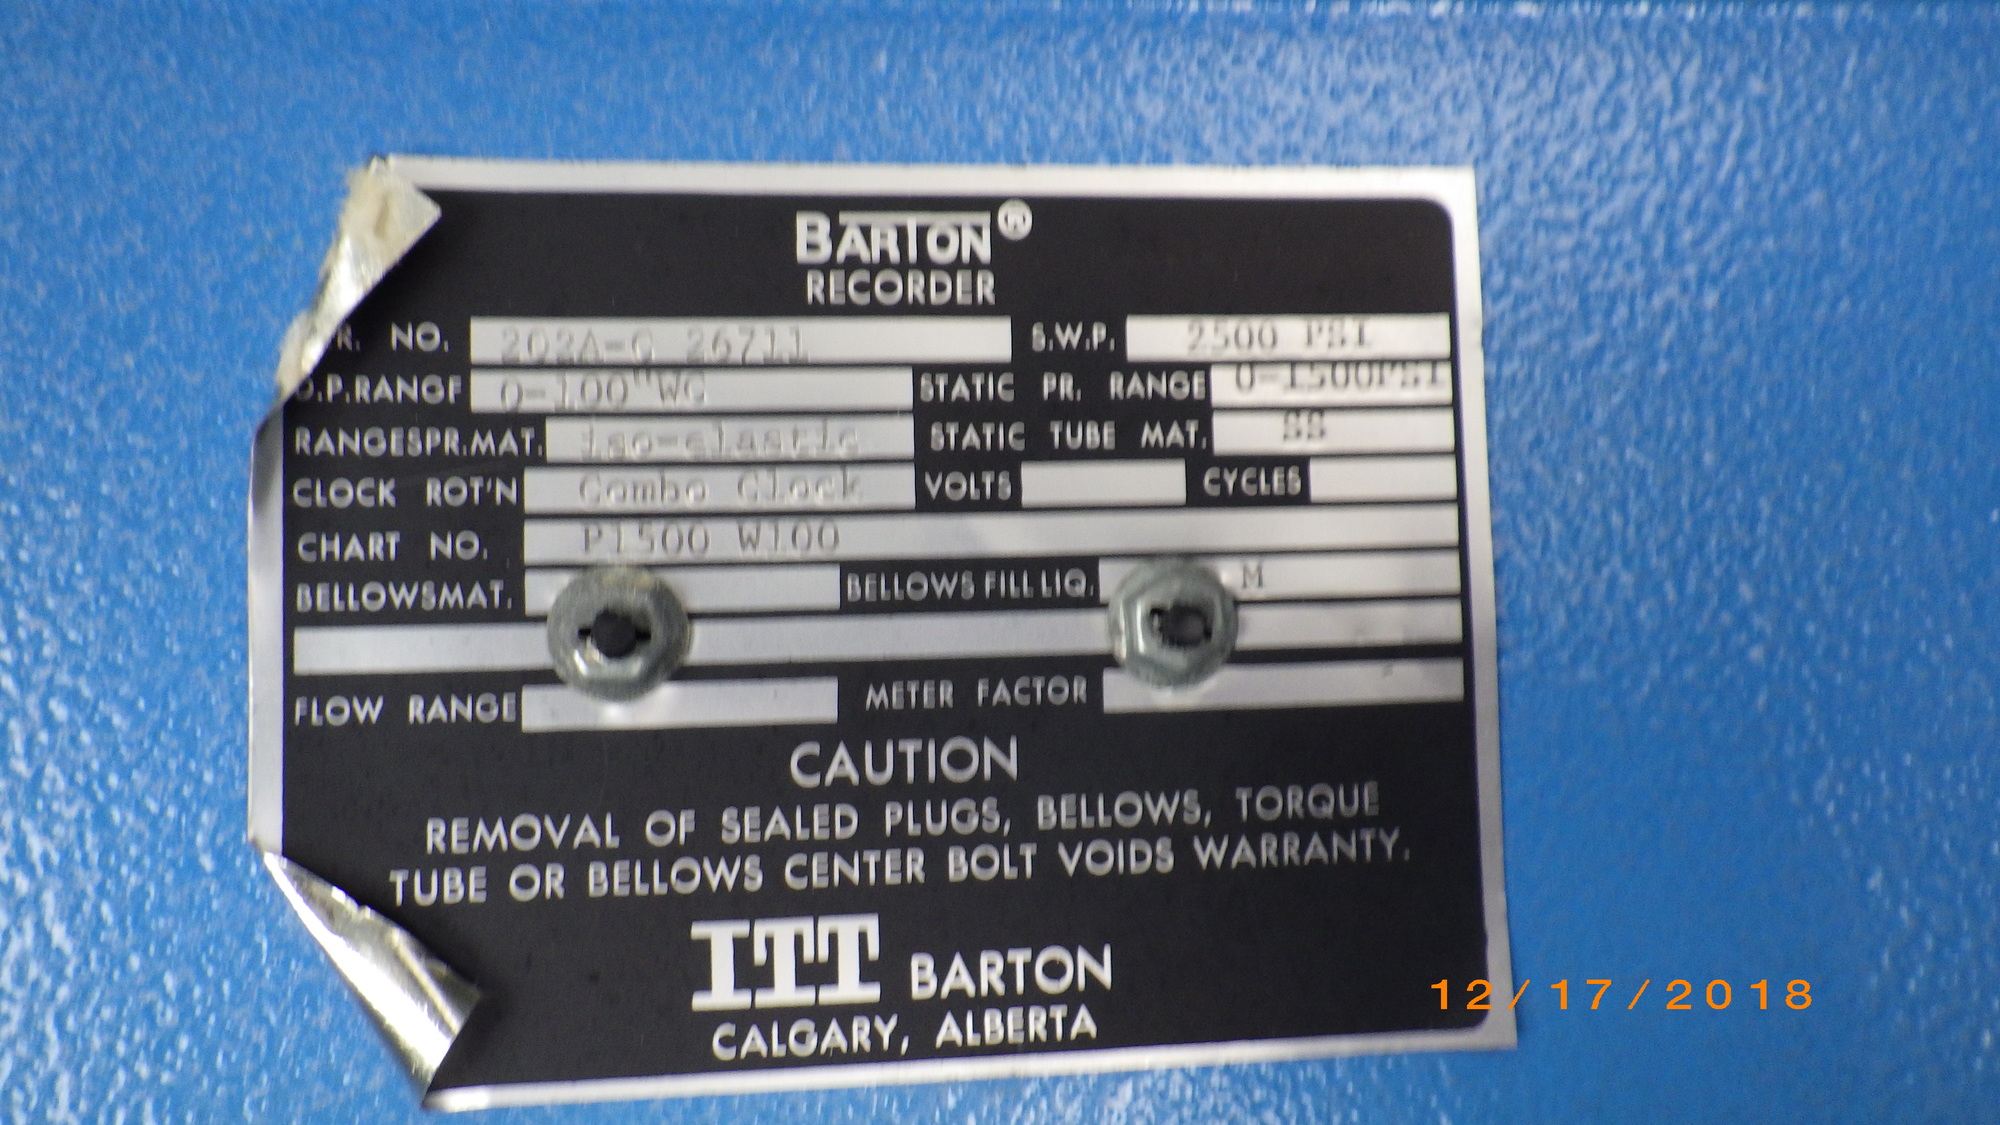 BARTON®
RECORDER
R. NO. 202A-C 26711 S.W.P. 2500 PSI
D.P.RANGE 0-100"WC STATIC PR. RANGE 0-1500PSI
RANGESPR.MAT. iso-elastic STATIC TUBE MAT. SS
CLOCK ROT'N Combo Clock VOLTS CYCLES
CHART NO. P1500 W100
BELLOWSMAT. BELLOWS FILL LIQ. M
FLOW RANGE METER FACTOR
CAUTION
REMOVAL OF SEALED PLUGS, BELLOWS, TORQUE
TUBE OR BELLOWS CENTER BOLT VOIDS WARRANTY.
ITT BARTON
CALGARY, ALBERTA
12/17/2018